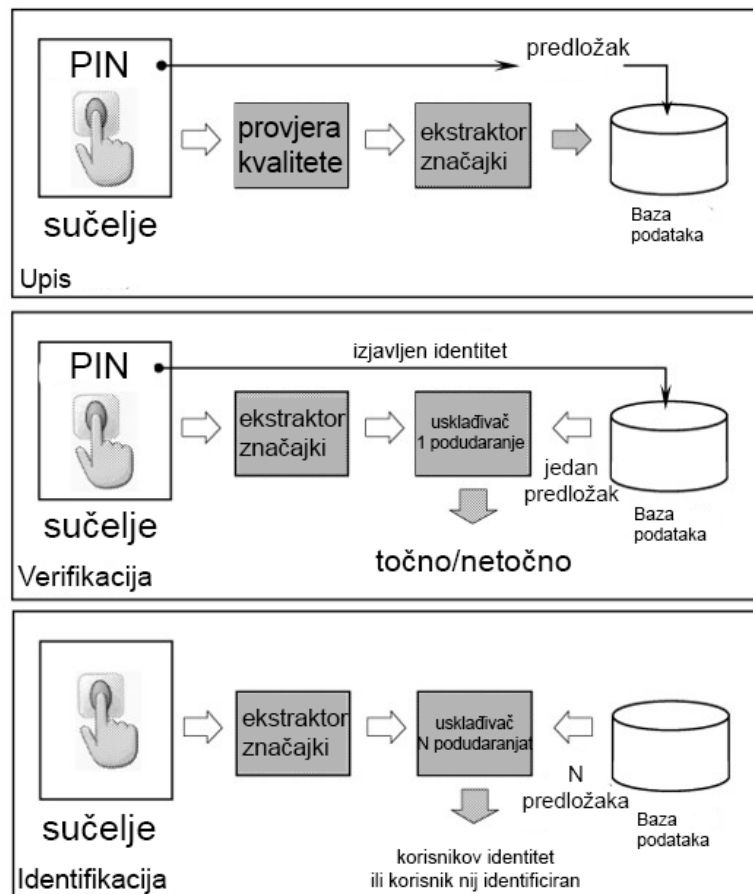 PIN
predložak
provjera
kvalitete
ekstraktor
značajki
sučelje
Baza
podataka
Upis
PIN
izjavljen identitet
ekstraktor
značajki
usklađivač
1 podudaranje
jedan
predložak
sučelje
Baza
podataka
točno/netočno
Verifikacija
ekstraktor
značajki
usklađivač
N podudaranjat
N
predložaka
sučelje
Baza
podataka
korisnikov identitet
ili korisnik nij identificiran
Identifikacija